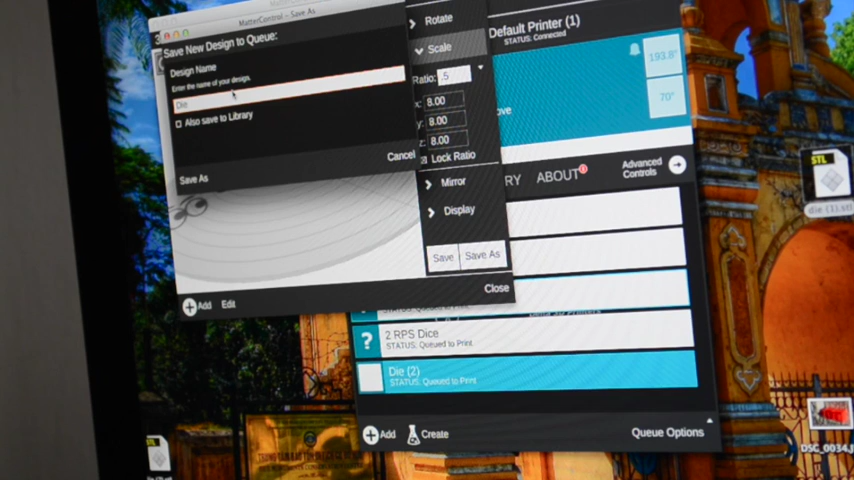 MatterControl – Save As
Save New Design to Queue:
Design Name
Enter the name of your design.
Die
Also save to Library
Cancel
Save As
Rotate
Scale
Ratio: .5
8.00
8.00
8.00
Lock Ratio
Mirror
Display
Save
Save As
Close
Add
Edit
Default Printer (1)
STATUS: Connected
193.8°
70°
ove
RY
ABOUT
Advanced
Controls
2 RPS Dice
STATUS: Queued to Print
Die (2)
STATUS: Queued to Print
Add
Create
Queue Options
STL
STL
DSC_0034.J